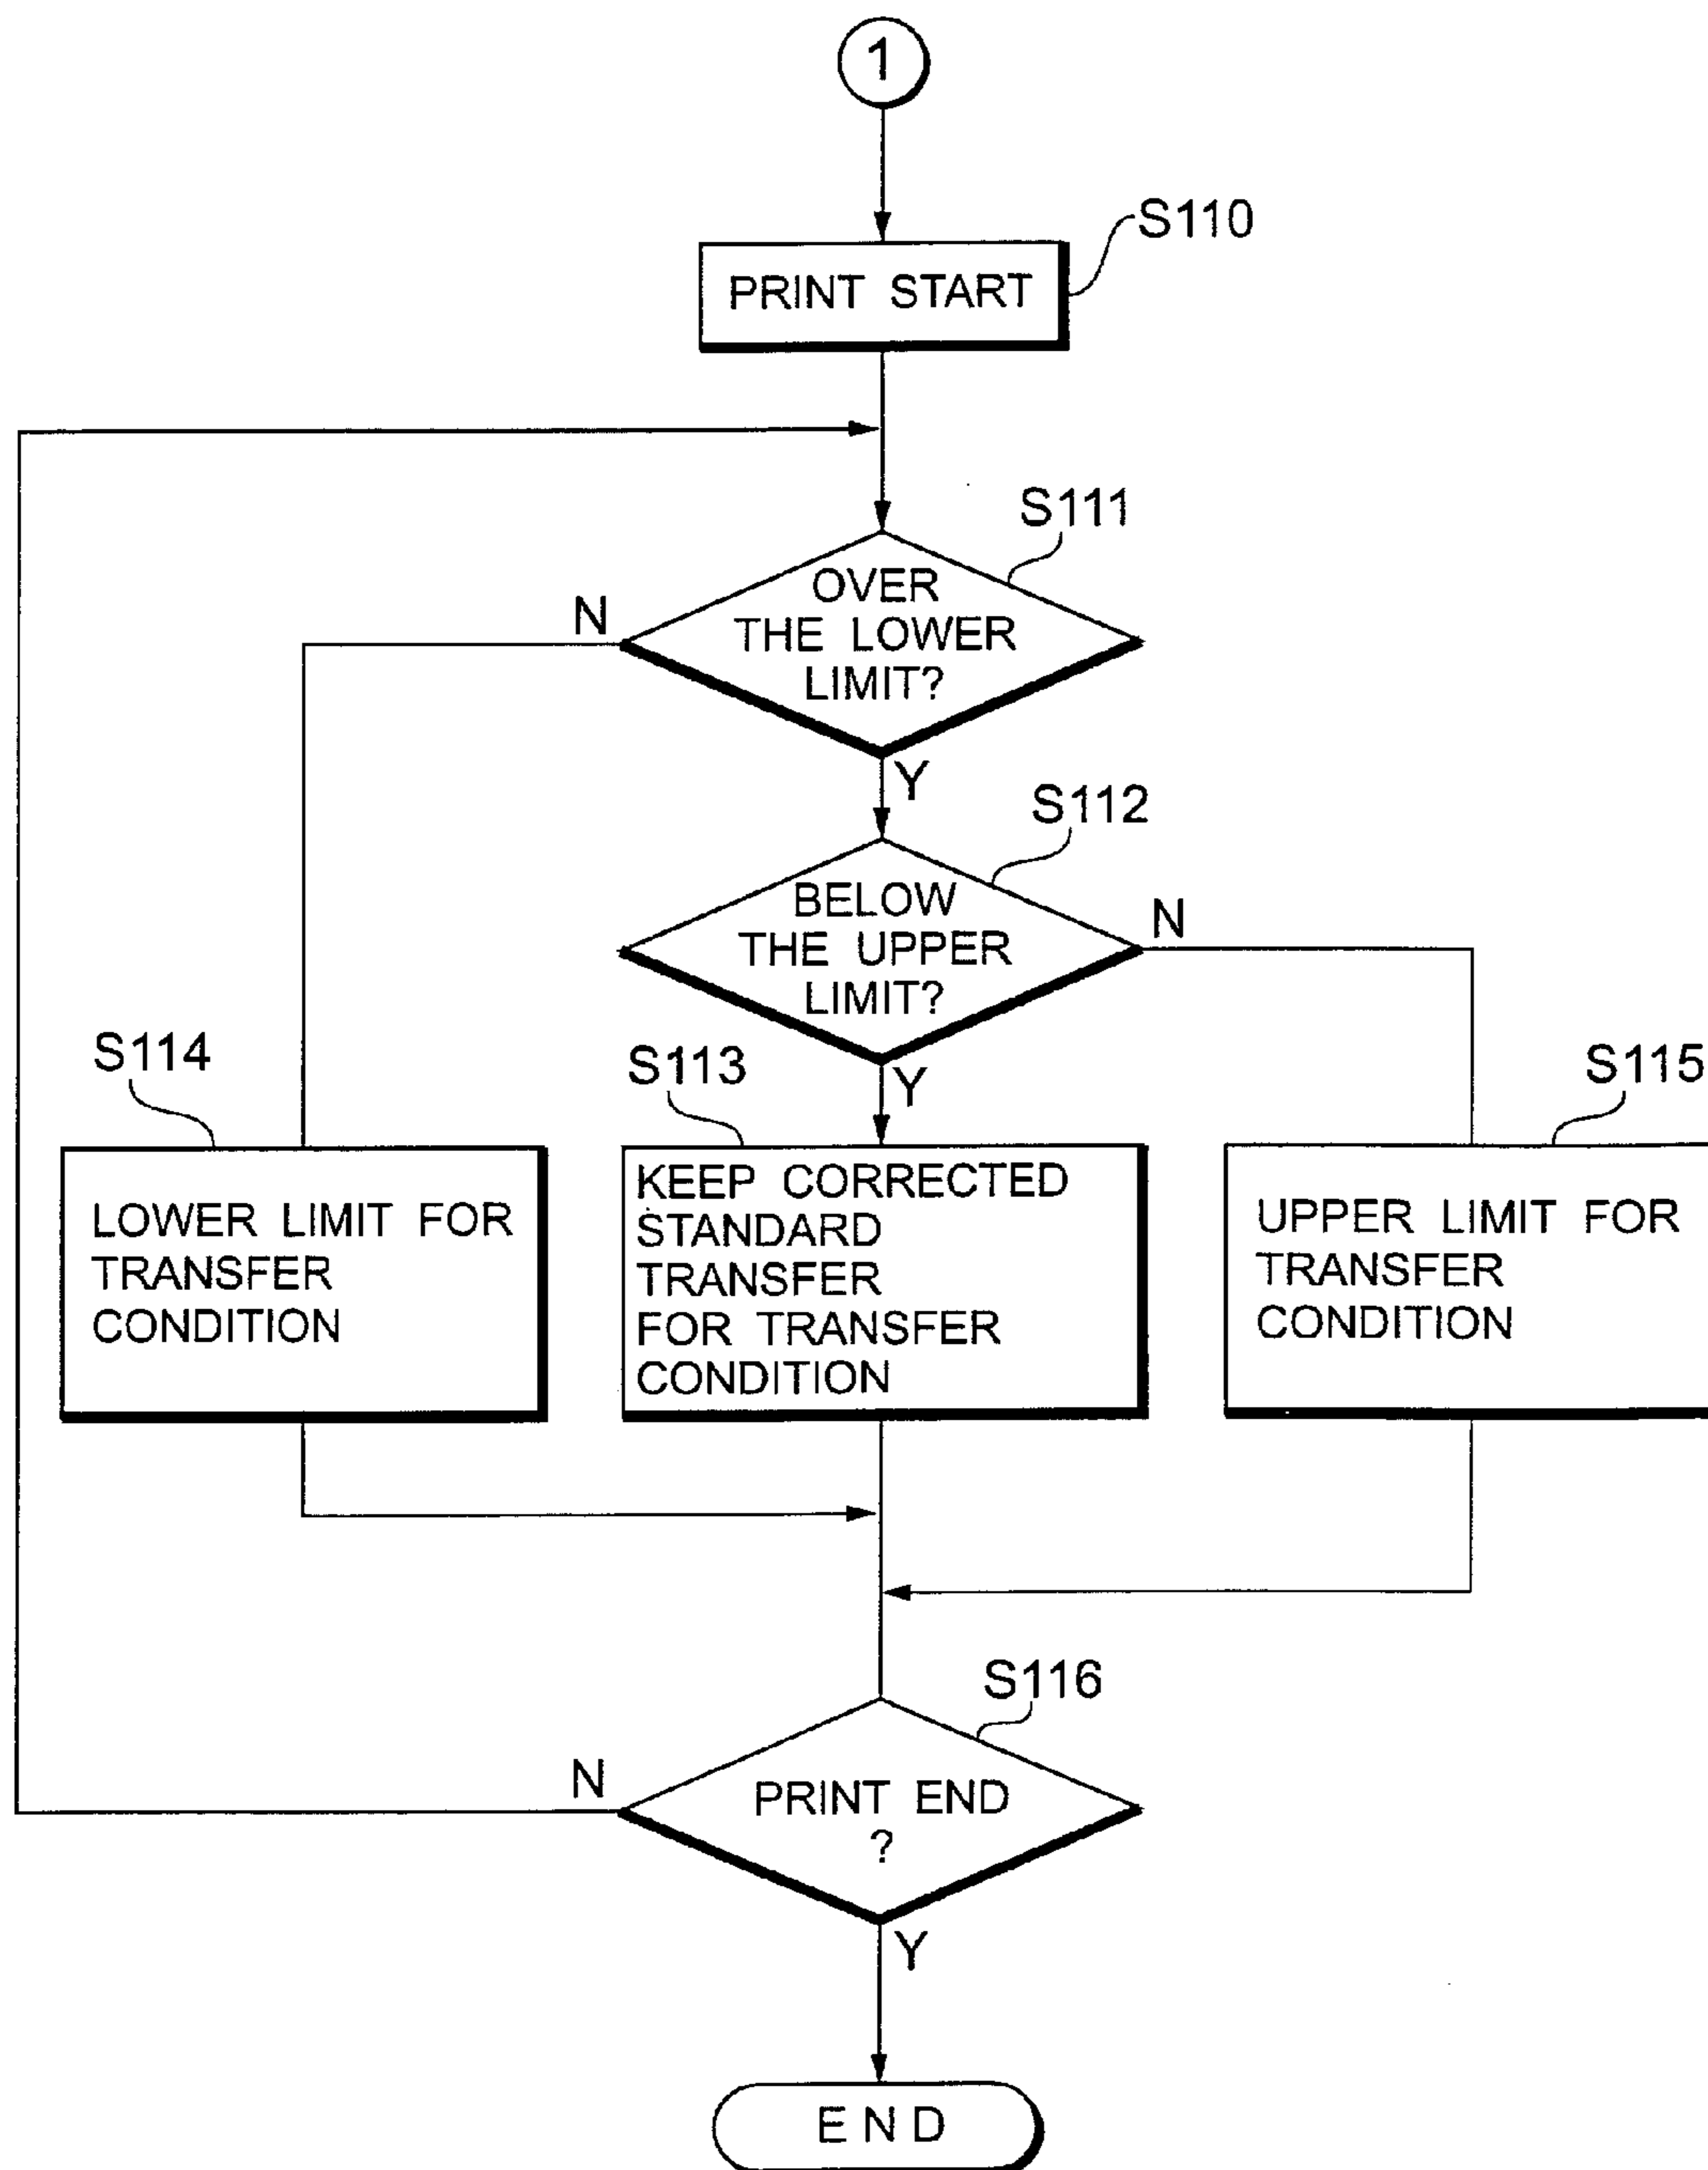 1
S110
PRINT START
S111
OVER
THE LOWER
LIMIT?
N
Y
S112
BELOW
THE UPPER
LIMIT?
N
Y
S114
LOWER LIMIT FOR
TRANSFER
CONDITION
S113
KEEP CORRECTED
STANDARD
TRANSFER
FOR TRANSFER
CONDITION
S115
UPPER LIMIT FOR
TRANSFER
CONDITION
S116
PRINT END
?
N
Y
END